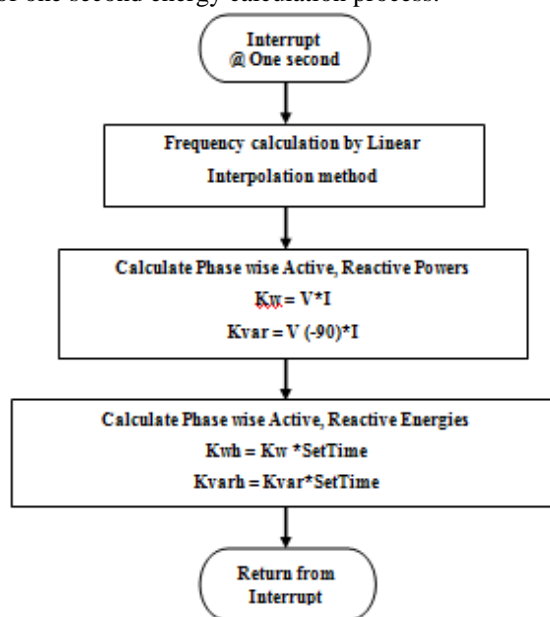 of one second energy calculation process.
Interrupt
@ One second
Frequency calculation by Linear
Interpolation method
Calculate Phase wise Active, Reactive Powers
Kw = V*I
Kvar = V (-90)*I
Calculate Phase wise Active, Reactive Energies
Kwh = Kw *SetTime
Kvarh = Kvar*SetTime
Return from
Interrupt